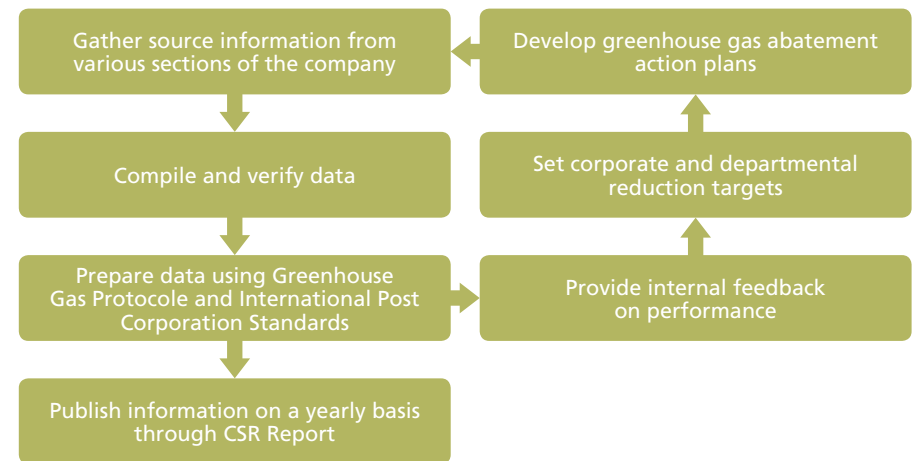 Gather source information from
various sections of the company
Develop greenhouse gas abatement
action plans
Compile and verify data
Set corporate and departmental
reduction targets
Prepare data using Greenhouse
Gas Protocole and International Post
Corporation Standards
Provide internal feedback
on performance
Publish information on a yearly basis
through CSR Report